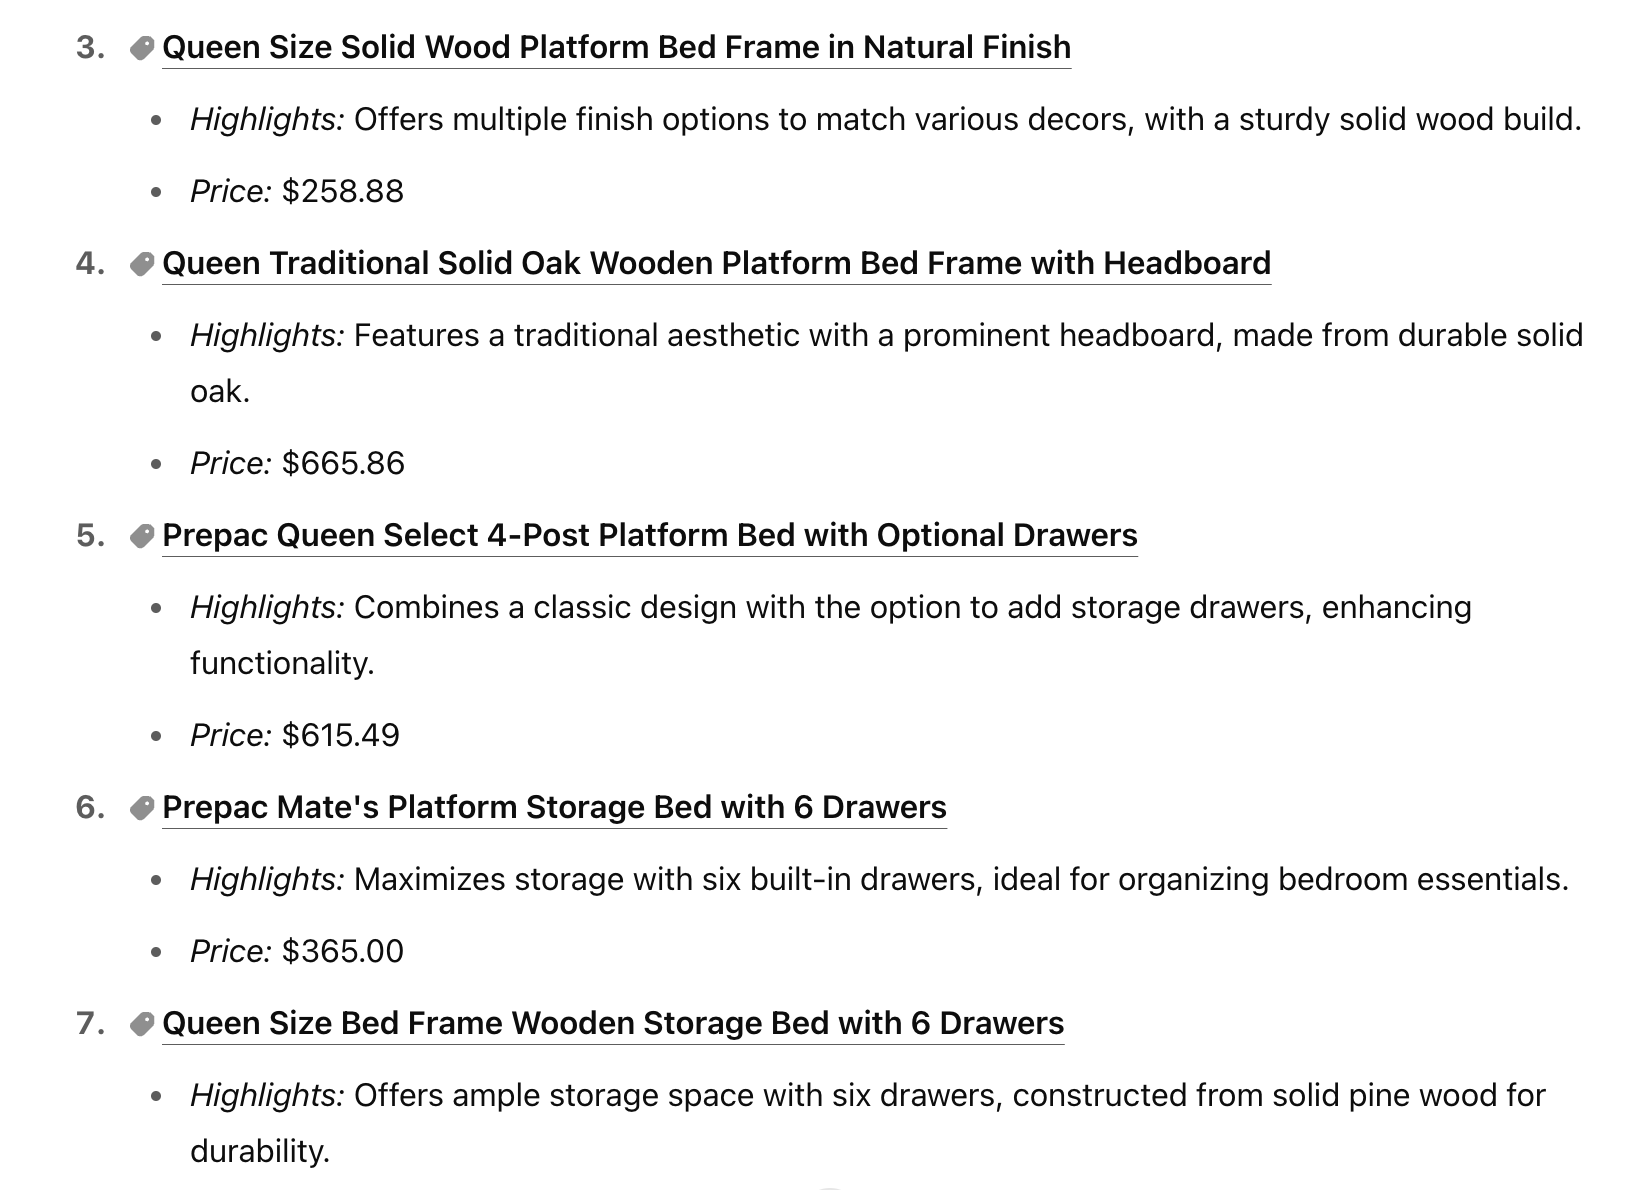 3. Queen Size Solid Wood Platform Bed Frame in Natural Finish
• Highlights: Offers multiple finish options to match various decors, with a sturdy solid wood build.
• Price: $258.88
4. Queen Traditional Solid Oak Wooden Platform Bed Frame with Headboard
• Highlights: Features a traditional aesthetic with a prominent headboard, made from durable solid
oak.
• Price: $665.86
5. Prepac Queen Select 4-Post Platform Bed with Optional Drawers
• Highlights: Combines a classic design with the option to add storage drawers, enhancing
functionality.
• Price: $615.49
6. Prepac Mate's Platform Storage Bed with 6 Drawers
• Highlights: Maximizes storage with six built-in drawers, ideal for organizing bedroom essentials.
• Price: $365.00
7. Queen Size Bed Frame Wooden Storage Bed with 6 Drawers
• Highlights: Offers ample storage space with six drawers, constructed from solid pine wood for
durability.